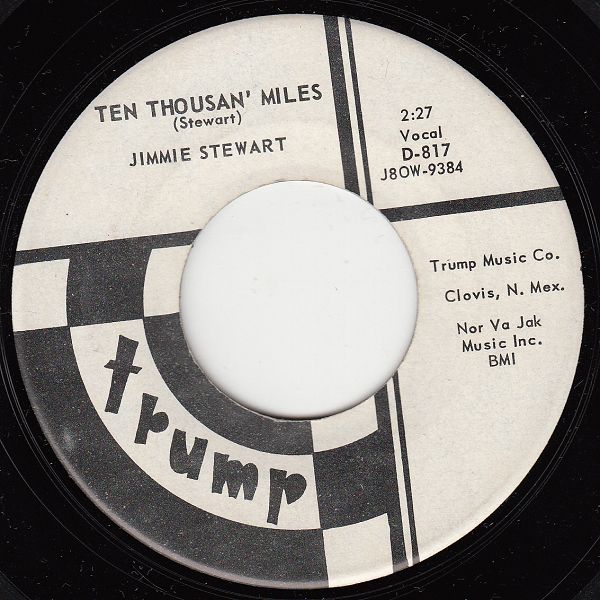 TEN THOUSAN' MILES
(Stewart)
JIMMIE STEWART
2:27
Vocal
D-817
J8OW-9384
Trump Music Co.
Clovis, N. Mex.
Nor Va Jak
Music Inc.
BMI
trump